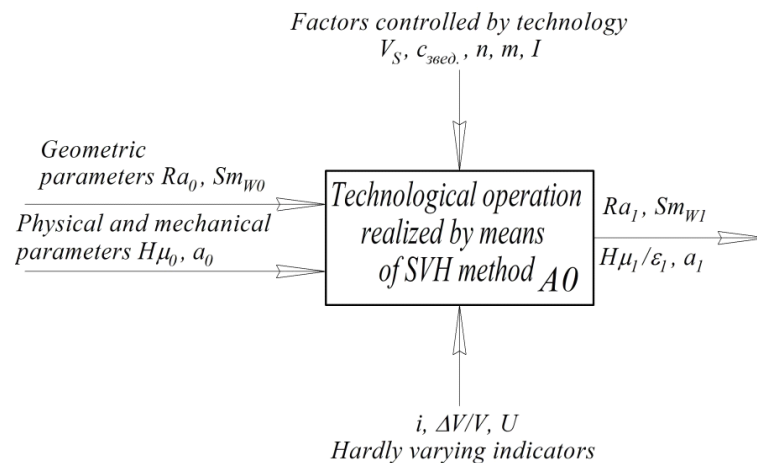 Factors controlled by technology
V_S, c_звед., n, m, I
Geometric
parameters Ra_0, Sm_W0
Physical and mechanical
parameters Hμ_0, a_0
Technological operation
realized by means
of SVH method A0
Ra_1, Sm_W1
Hμ_1/ε_1, a_1
i, ΔV/V, U
Hardly varying indicators